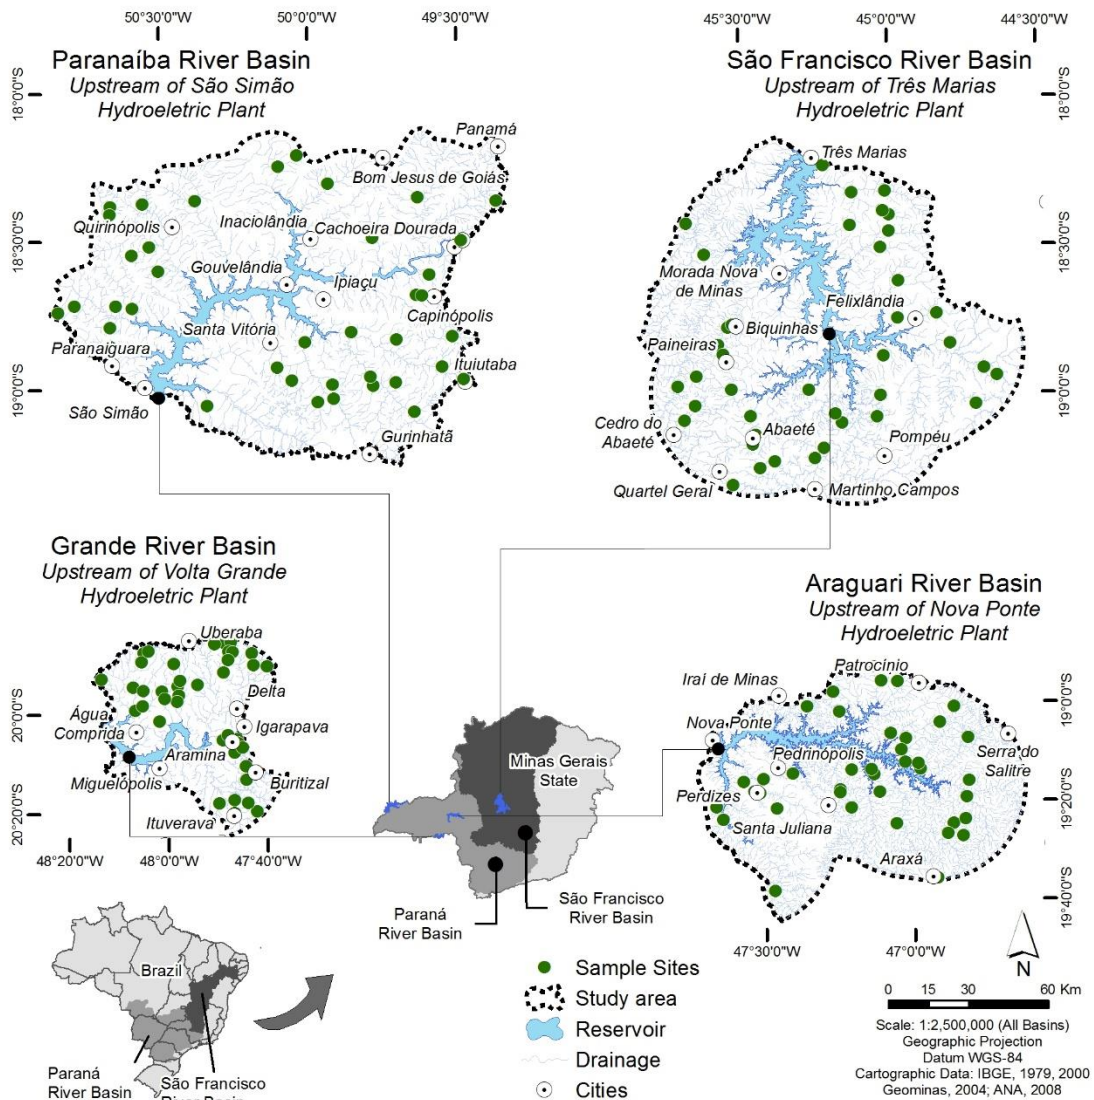 50°30'0"W
50°0'0"W
49°30'0"W
45°30'0"W
45°0'0"W
44°30'0"W
Paranaíba River Basin
Upstream of São Simão
Hydroeletric Plant
18°0'0"S
18°30'0"S
19°0'0"S
Panamá
Bom Jesus de Goiás
Quirinópolis
Inaciolândia
Cachoeira Dourada
Gouvelândia
Ipiaçu
Capinópolis
Santa Vitória
Paranaiguara
Ituiutaba
São Simão
Gurinhatã
São Francisco River Basin
Upstream of Três Marias
Hydroeletric Plant
18°0'0"S
18°30'0"S
19°0'0"S
Três Marias
Morada Nova
de Minas
Felixlândia
Biquinhas
Paineiras
Cedro do
Abaeté
Abaeté
Pompéu
Quartel Geral
Martinho Campos
Grande River Basin
Upstream of Volta Grande
Hydroeletric Plant
Uberaba
Delta
Água
Comprida
Igarapava
Aramina
Miguelópolis
Buritizal
Ituverava
20°0'0"S
20°20'0"S
48°20'0"W
48°0'0"W
47°40'0"W
Araguari River Basin
Upstream of Nova Ponte
Hydroeletric Plant
Patrocínio
Iraí de Minas
Nova Ponte
Pedrinópolis
Serra do
Salitre
Perdizes
Santa Juliana
Araxá
19°0'0"S
19°20'0"S
19°40'0"S
47°30'0"W
47°0'0"W
Minas Gerais
State
Paraná
River Basin
São Francisco
River Basin
Brazil
Paraná
River Basin
São Francisco
River Basin
Sample Sites
Study area
Reservoir
Drainage
Cities
N
0 15 30 60 Km
Scale: 1:2,500,000 (All Basins)
Geographic Projection
Datum WGS-84
Cartographic Data: IBGE, 1979, 2000
Geominas, 2004; ANA, 2008